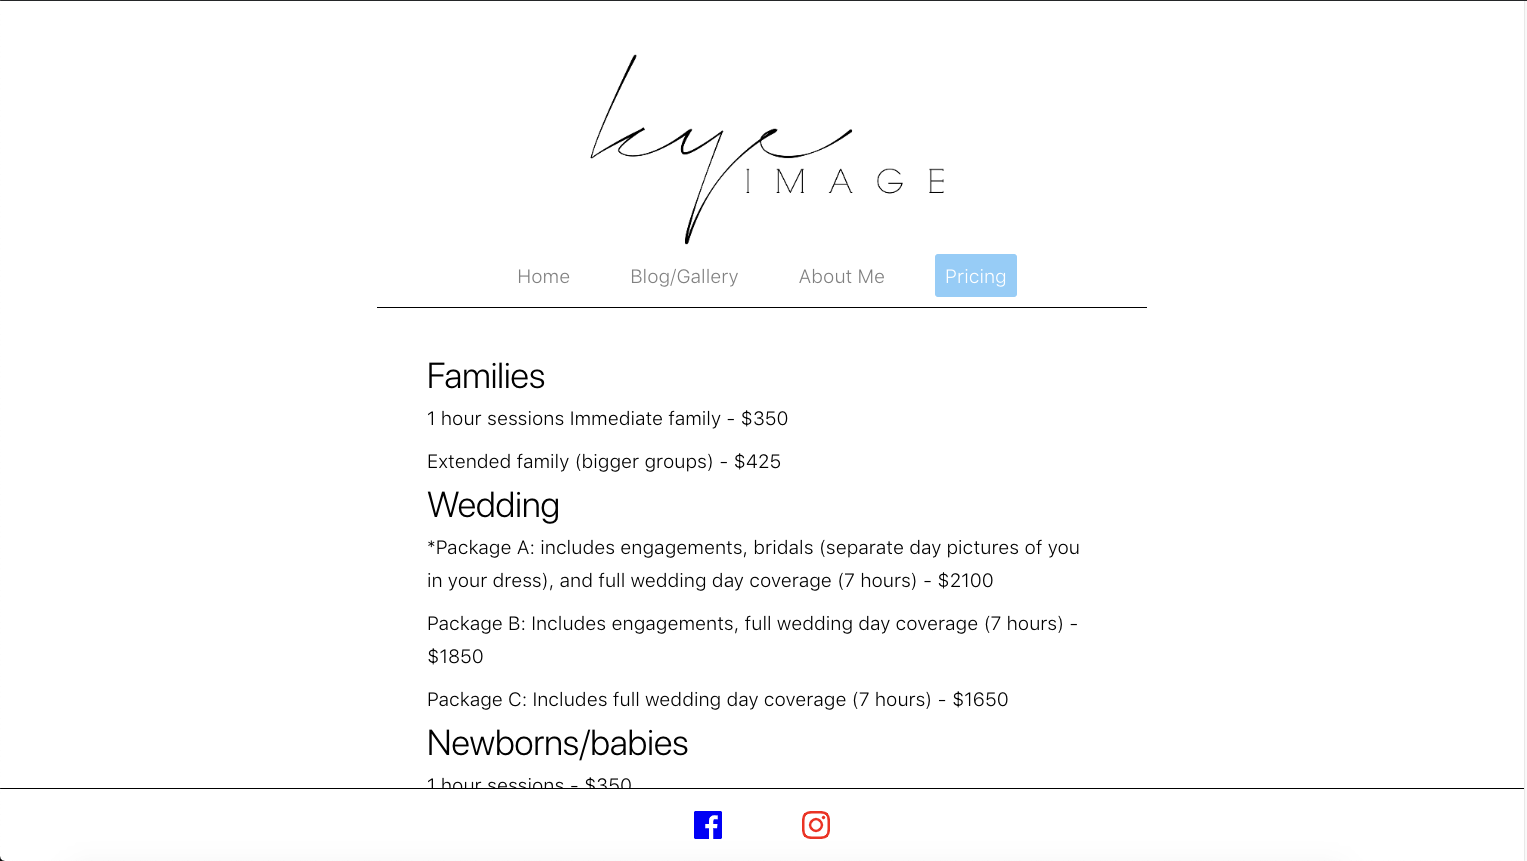 kye
IMAGE
Home Blog/Gallery About Me Pricing
Families
1 hour sessions Immediate family - $350
Extended family (bigger groups) - $425
Wedding
*Package A: includes engagements, bridals (separate day pictures of you
in your dress), and full wedding day coverage (7 hours) - $2100
Package B: Includes engagements, full wedding day coverage (7 hours) -
$1850
Package C: Includes full wedding day coverage (7 hours) - $1650
Newborns/babies
1 hour sessions - $350